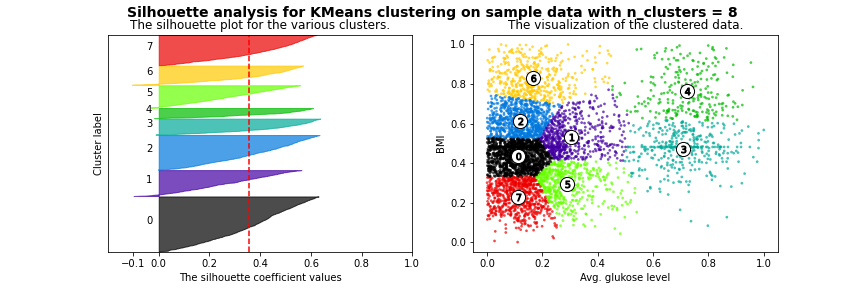 Silhouette analysis for KMeans clustering on sample data with n_clusters = 8
The silhouette plot for the various clusters.
7
6
5
4
3
2
1
0
Cluster label
−0.1 0.0 0.2 0.4 0.6 1.0
The silhouette coefficient values
The visualization of the clustered data.
1.0
0.8
0.6
0.4
0.2
0.0
BMI
6
4
2
1
3
0
5
7
0.0 0.2 0.4 0.6 0.8 1.0
Avg. glukose level